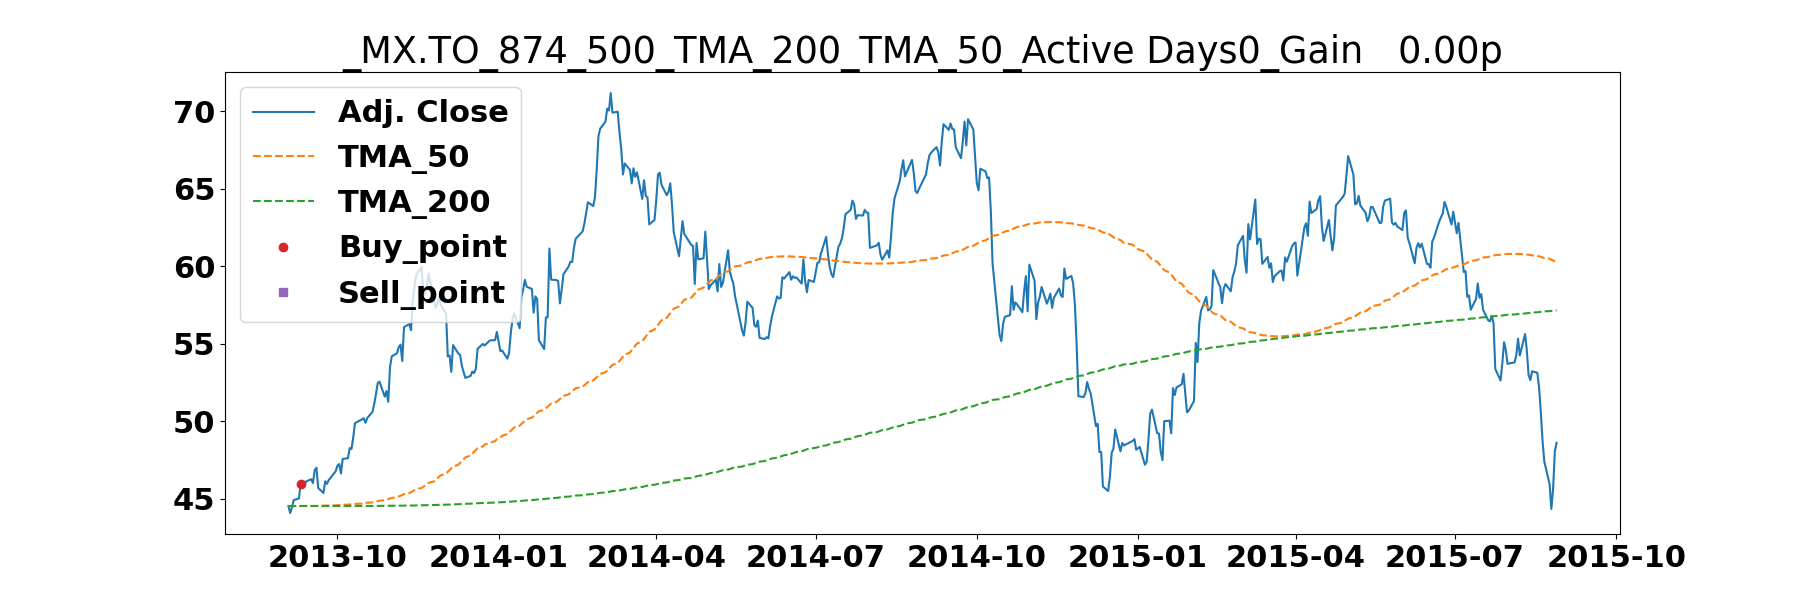 _MX.TO_874_500_TMA_200_TMA_50_Active Days0_Gain   0.00p
Adj. Close
TMA_50
TMA_200
Buy_point
Sell_point
70
65
60
55
50
45
2013-10 2014-01 2014-04 2014-07 2014-10 2015-01 2015-04 2015-07 2015-10